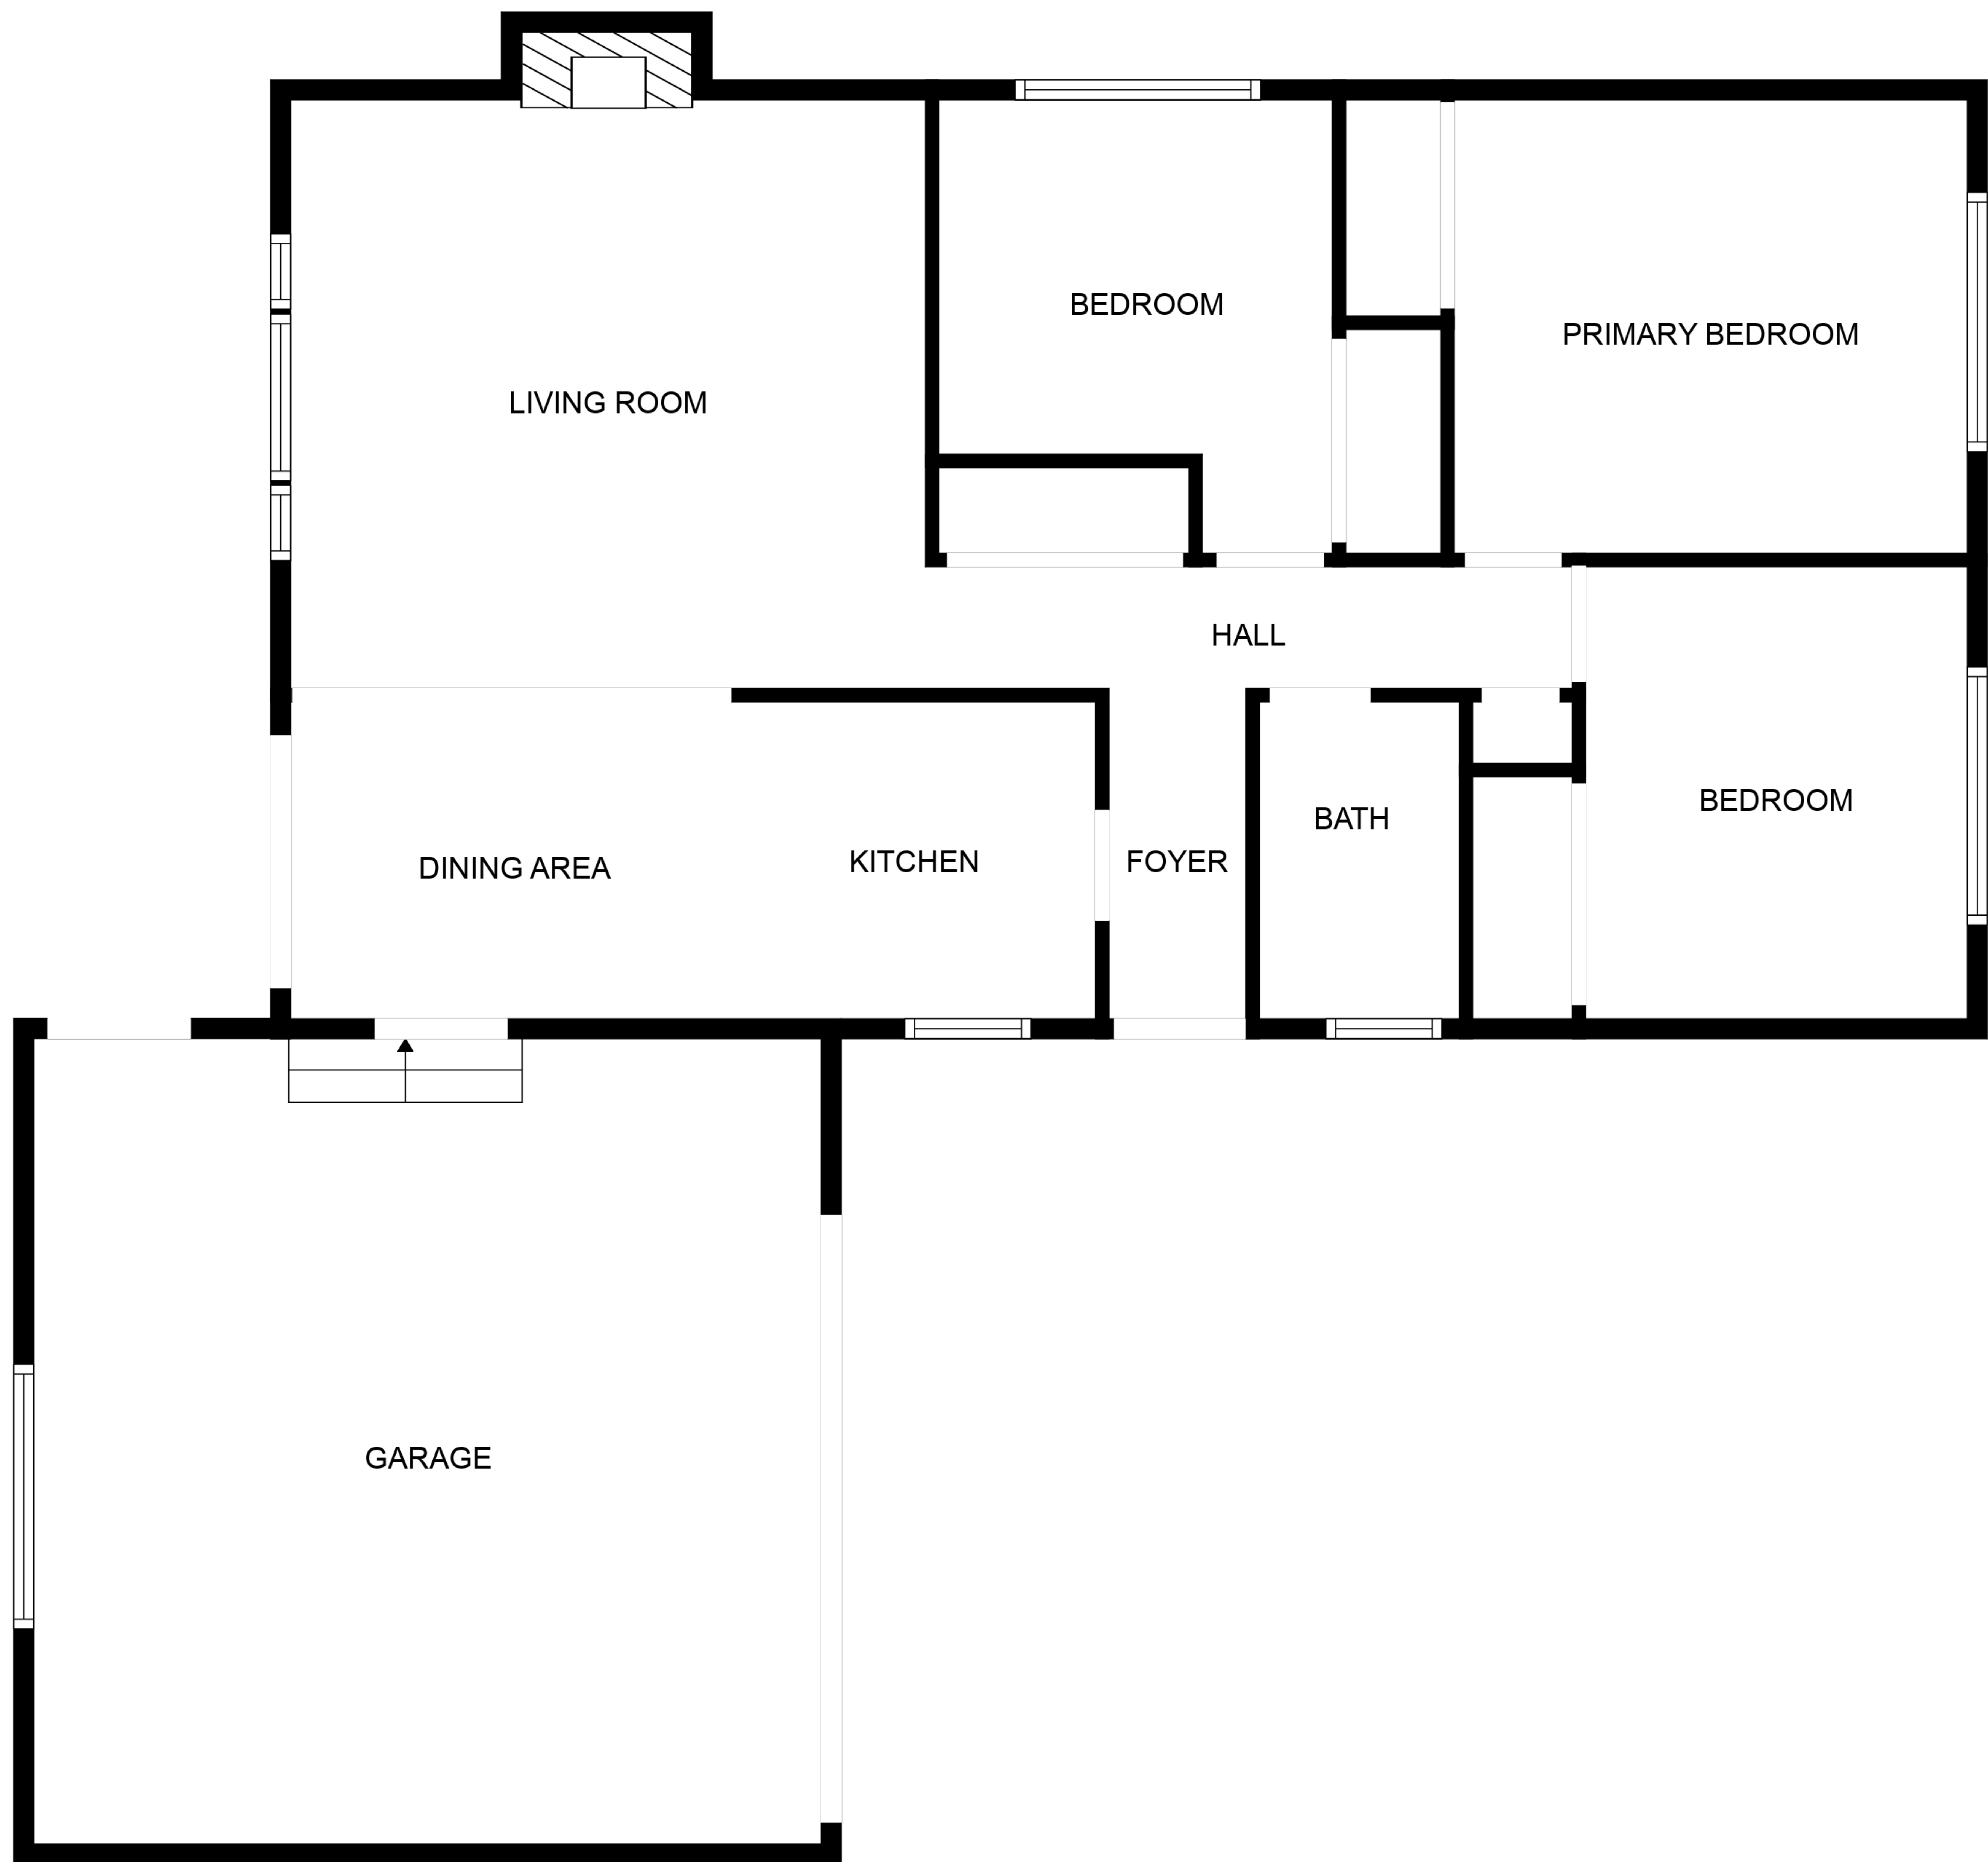 BEDROOM
PRIMARY BEDROOM
LIVING ROOM
HALL
BEDROOM
BATH
DINING AREA
KITCHEN
FOYER
GARAGE